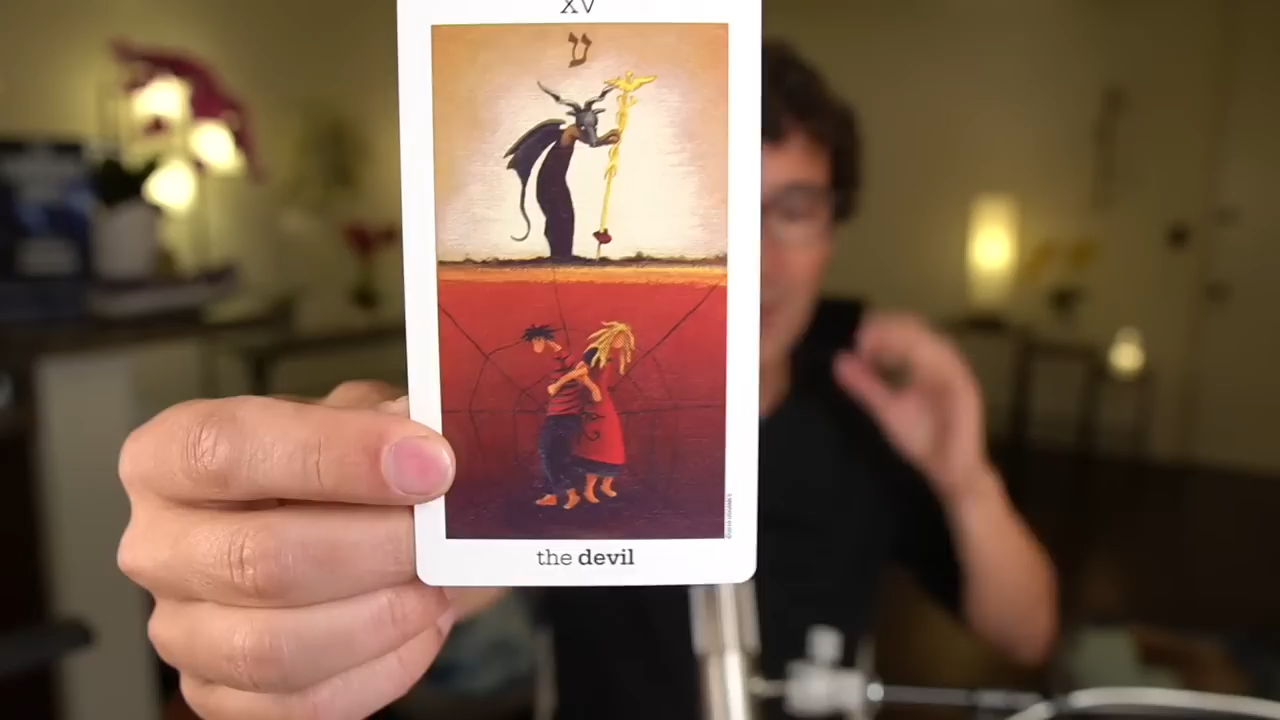 XV
ש
the devil